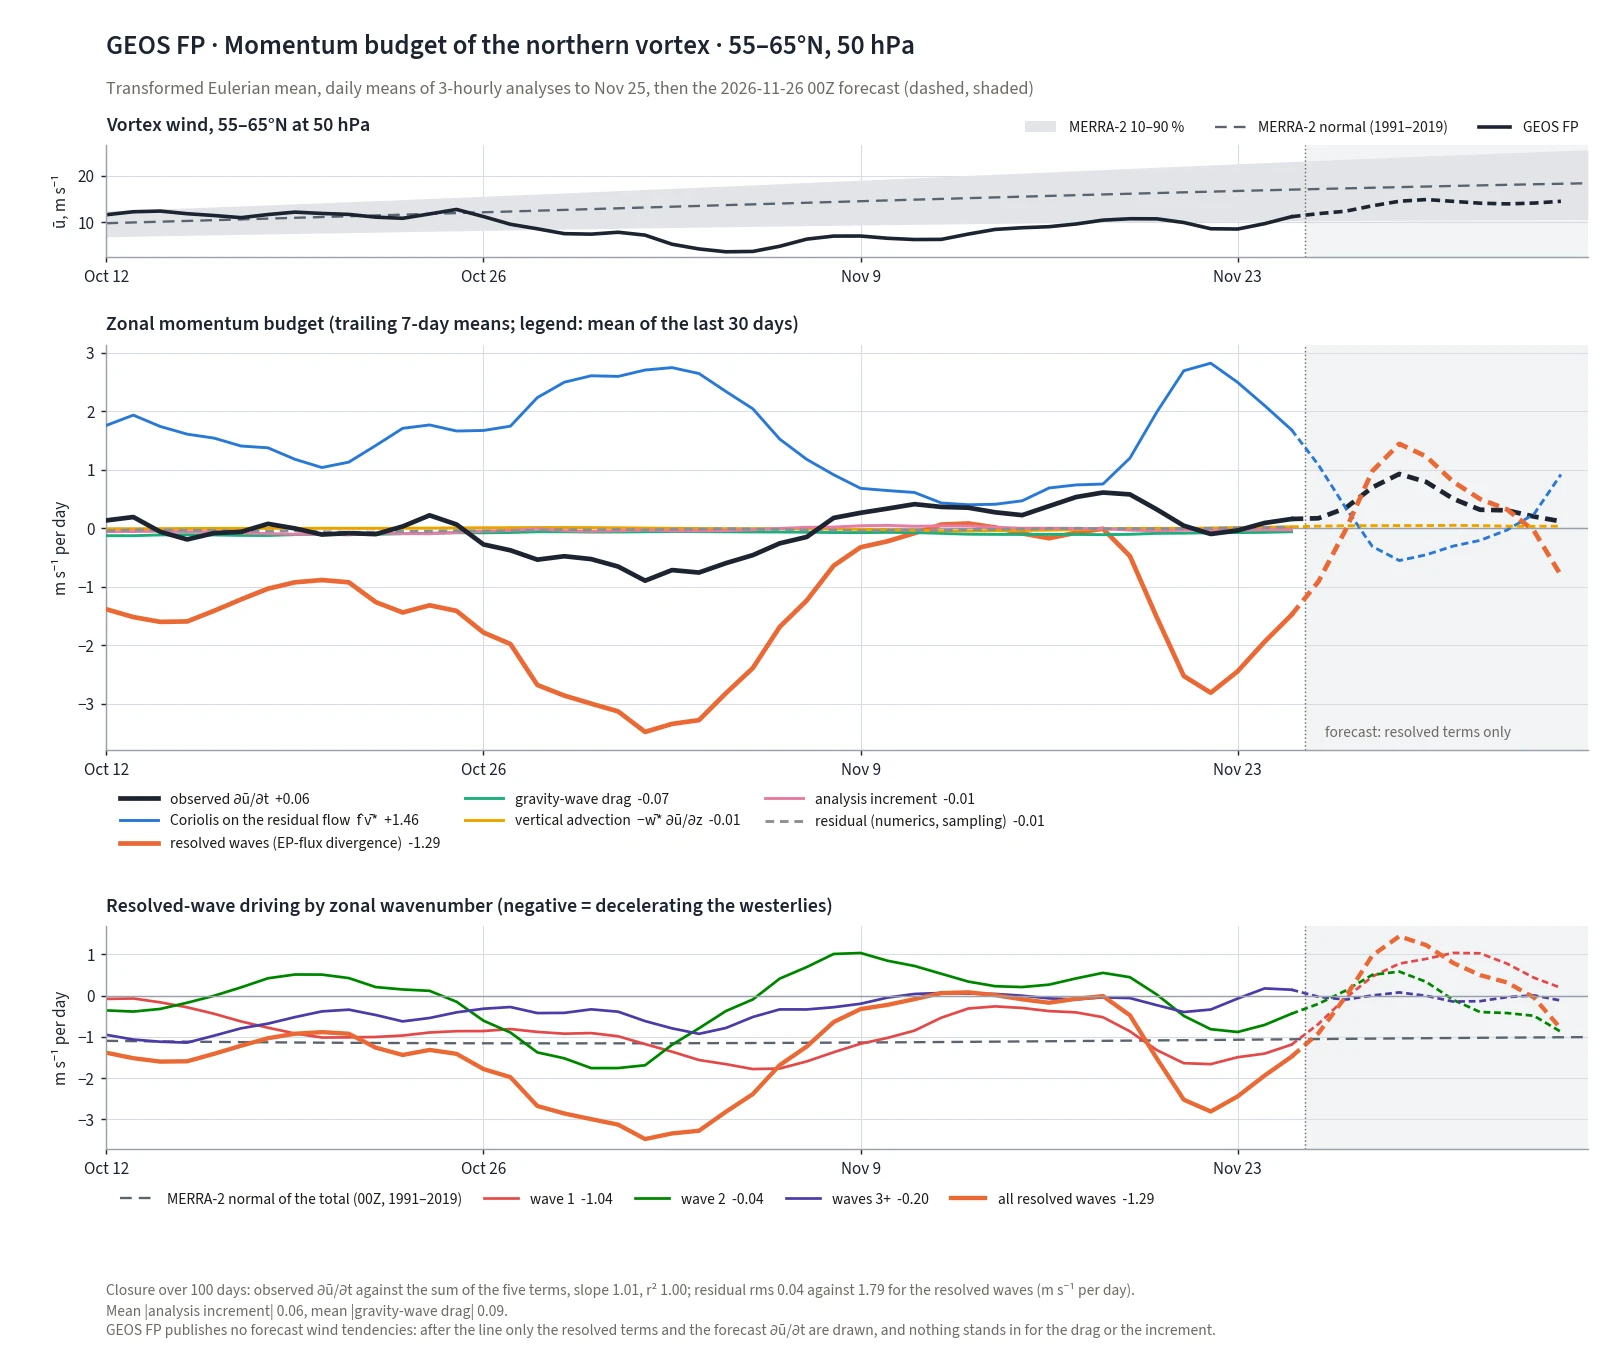 GEOS FP · Momentum budget of the northern vortex · 55–65°N, 50 hPa
Transformed Eulerian mean, daily means of 3-hourly analyses to Nov 25, then the 2026-11-26 00Z forecast (dashed, shaded)
Vortex wind, 55–65°N at 50 hPa
MERRA-2 10–90 %
MERRA-2 normal (1991–2019)
GEOS FP
ū, m s⁻¹
20
10
Oct 12
Oct 26
Nov 9
Nov 23
Zonal momentum budget (trailing 7-day means; legend: mean of the last 30 days)
m s⁻¹ per day
3
2
1
0
−1
−2
−3
forecast: resolved terms only
Oct 12
Oct 26
Nov 9
Nov 23
observed ∂ū/∂t +0.06
Coriolis on the residual flow f v̄* +1.46
resolved waves (EP-flux divergence) -1.29
gravity-wave drag -0.07
vertical advection −w̄* ∂ū/∂z -0.01
analysis increment -0.01
residual (numerics, sampling) -0.01
Resolved-wave driving by zonal wavenumber (negative = decelerating the westerlies)
m s⁻¹ per day
1
0
−1
−2
−3
Oct 12
Oct 26
Nov 9
Nov 23
MERRA-2 normal of the total (00Z, 1991–2019)
wave 1 -1.04
wave 2 -0.04
waves 3+ -0.20
all resolved waves -1.29
Closure over 100 days: observed ∂ū/∂t against the sum of the five terms, slope 1.01, r² 1.00; residual rms 0.04 against 1.79 for the resolved waves (m s⁻¹ per day).
Mean |analysis increment| 0.06, mean |gravity-wave drag| 0.09.
GEOS FP publishes no forecast wind tendencies: after the line only the resolved terms and the forecast ∂ū/∂t are drawn, and nothing stands in for the drag or the increment.